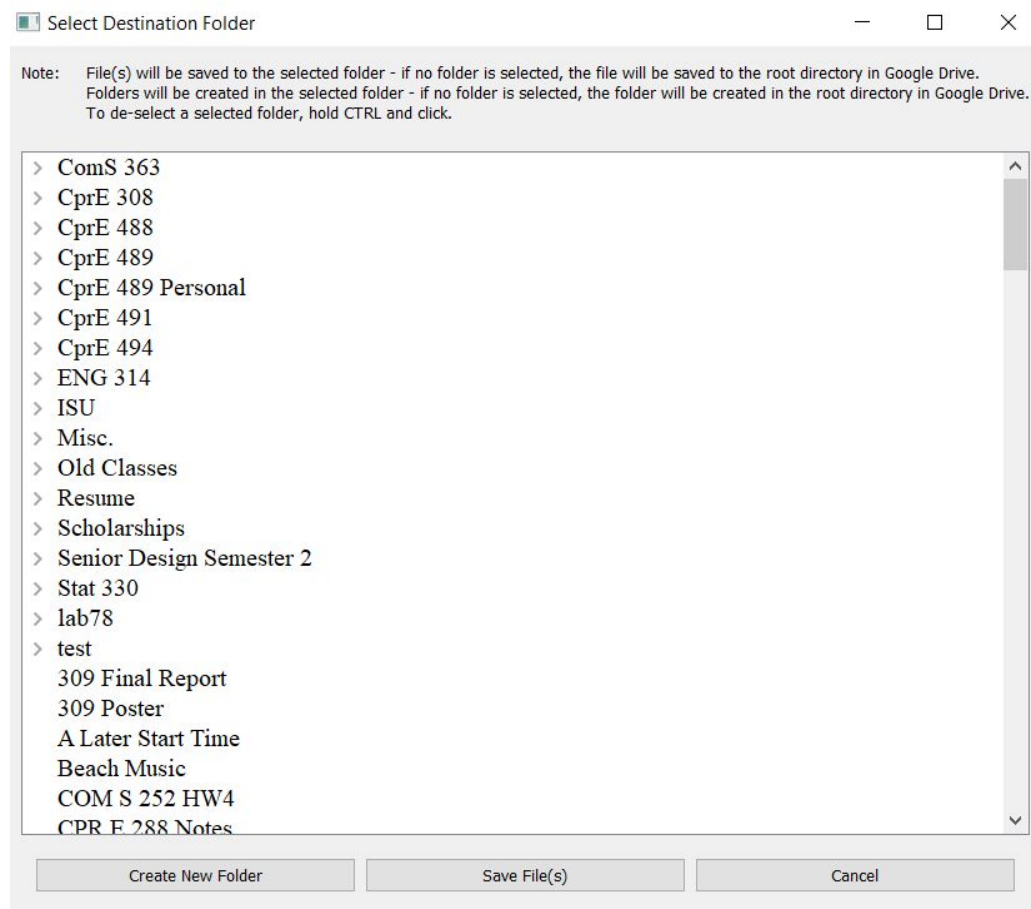 Select Destination Folder
Note: File(s) will be saved to the selected folder - if no folder is selected, the file will be saved to the root directory in Google Drive.
Folders will be created in the selected folder - if no folder is selected, the folder will be created in the root directory in Google Drive.
To de-select a selected folder, hold CTRL and click.
ComS 363
CprE 308
CprE 488
CprE 489
CprE 489 Personal
CprE 491
CprE 494
ENG 314
ISU
Misc.
Old Classes
Resume
Scholarships
Senior Design Semester 2
Stat 330
lab78
test
309 Final Report
309 Poster
A Later Start Time
Beach Music
COM S 252 HW4
CPR E 288 Notes
Create New Folder Save File(s) Cancel